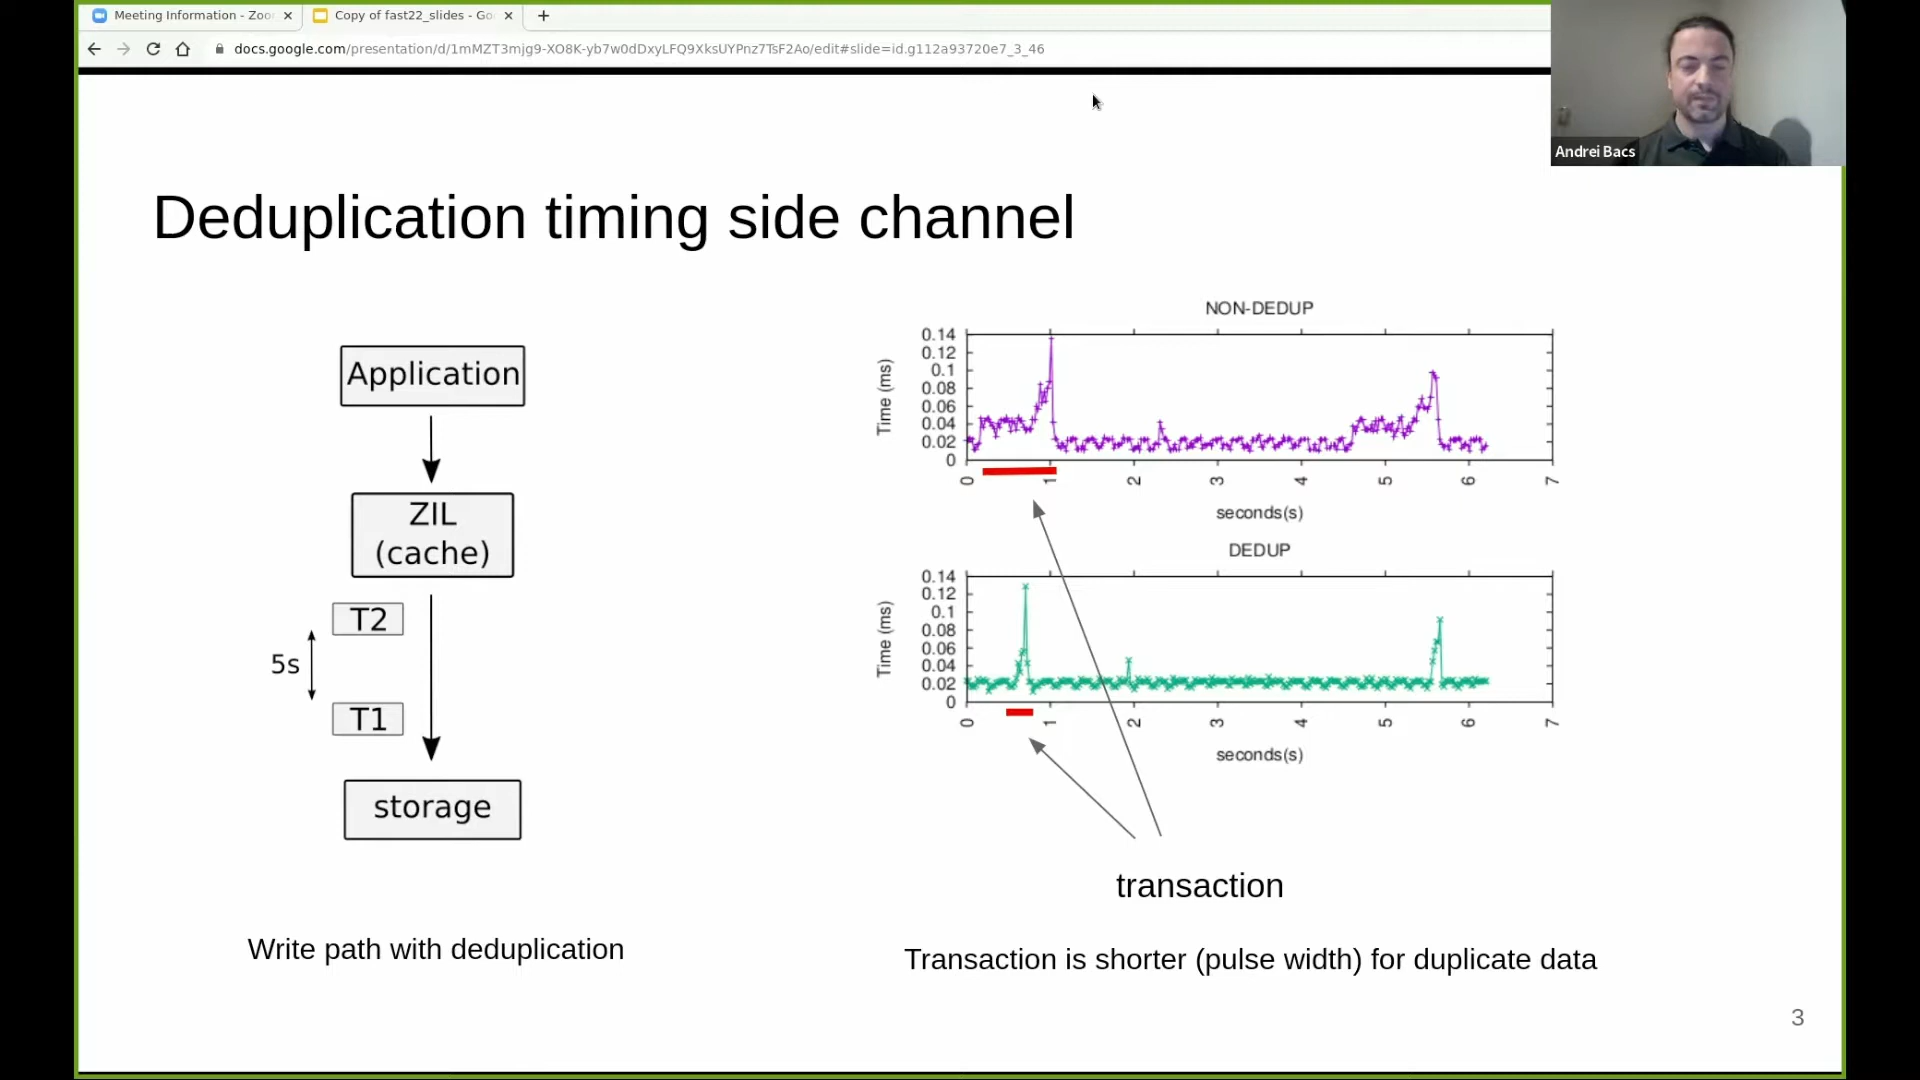 Meeting Information - Zoo
Copy of fast22_slides - Go
docs.google.com/presentation/d/1mMZT3mjg9-XO8K-yb7w0dDxyLFQ9XksUYPnz7TsF2Ao/edit#slide=id.g112a93720e7_3_46
Andrei Bacs
Deduplication timing side channel
Application
ZIL
(cache)
T2
5s
T1
storage
Write path with deduplication
NON-DEDUP
Time (ms)
0.14
0.12
0.1
0.08
0.06
0.04
0.02
0
0 1 2 3 4 5 6 7
seconds(s)
DEDUP
Time (ms)
0.14
0.12
0.1
0.08
0.06
0.04
0.02
0
0 1 2 3 4 5 6 7
seconds(s)
transaction
Transaction is shorter (pulse width) for duplicate data
3